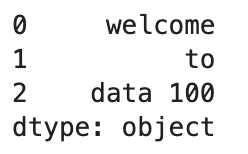 0     welcome
1          to
2    data 100
dtype: object